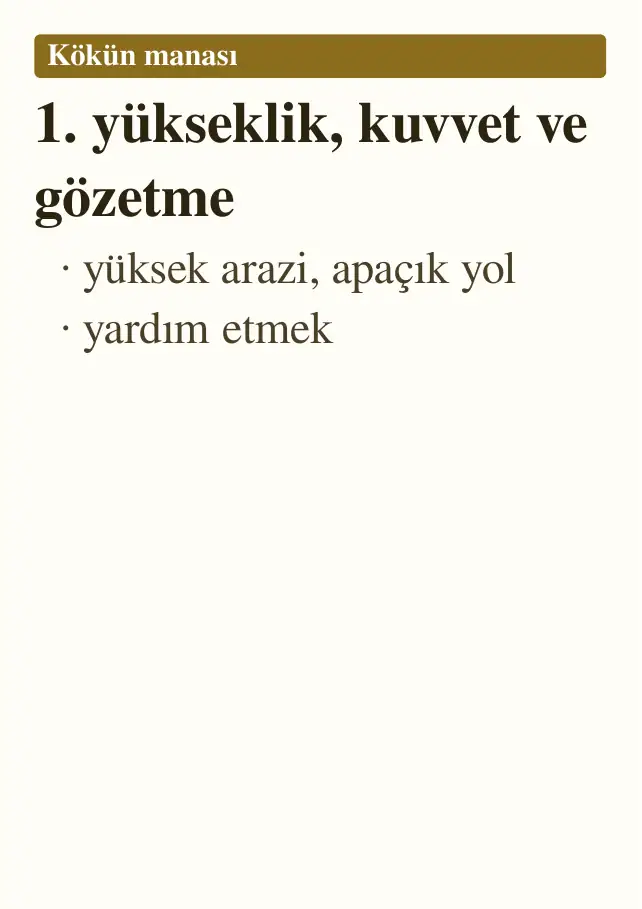 Kökün manası
1. yükseklik, kuvvet ve
gözetme
· yüksek arazi, apaçık yol
· yardım etmek